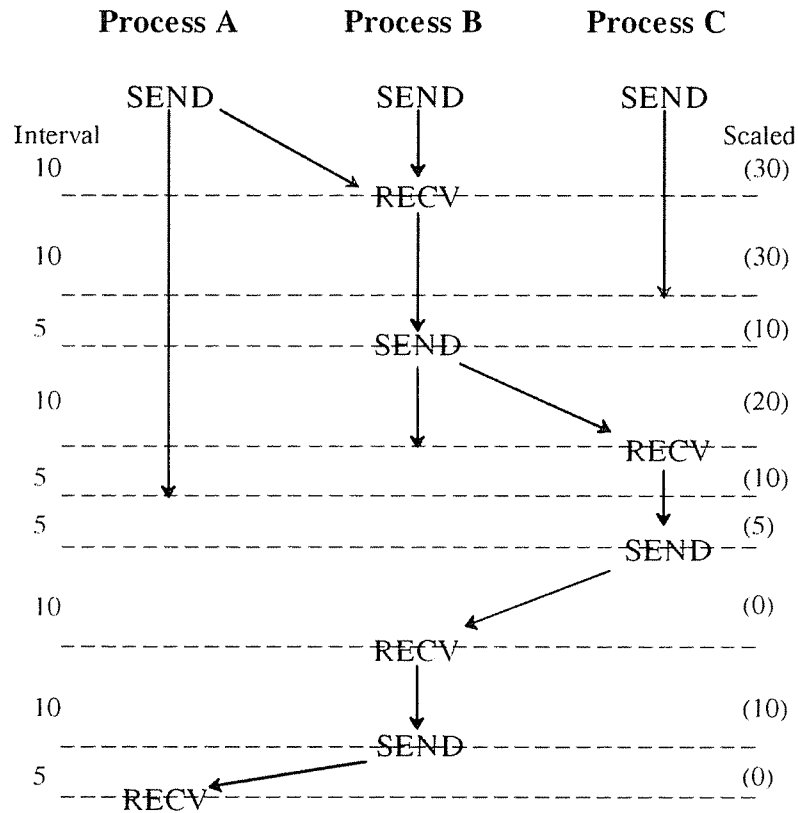 Process A Process B Process C
SEND SEND SEND
Interval Scaled
10 (30)
RECV
10 (30)
5 (10)
SEND
10 (20)
RECV
5 (10)
5 (5)
SEND
10 (0)
RECV
10 (10)
SEND
5 (0)
RECV